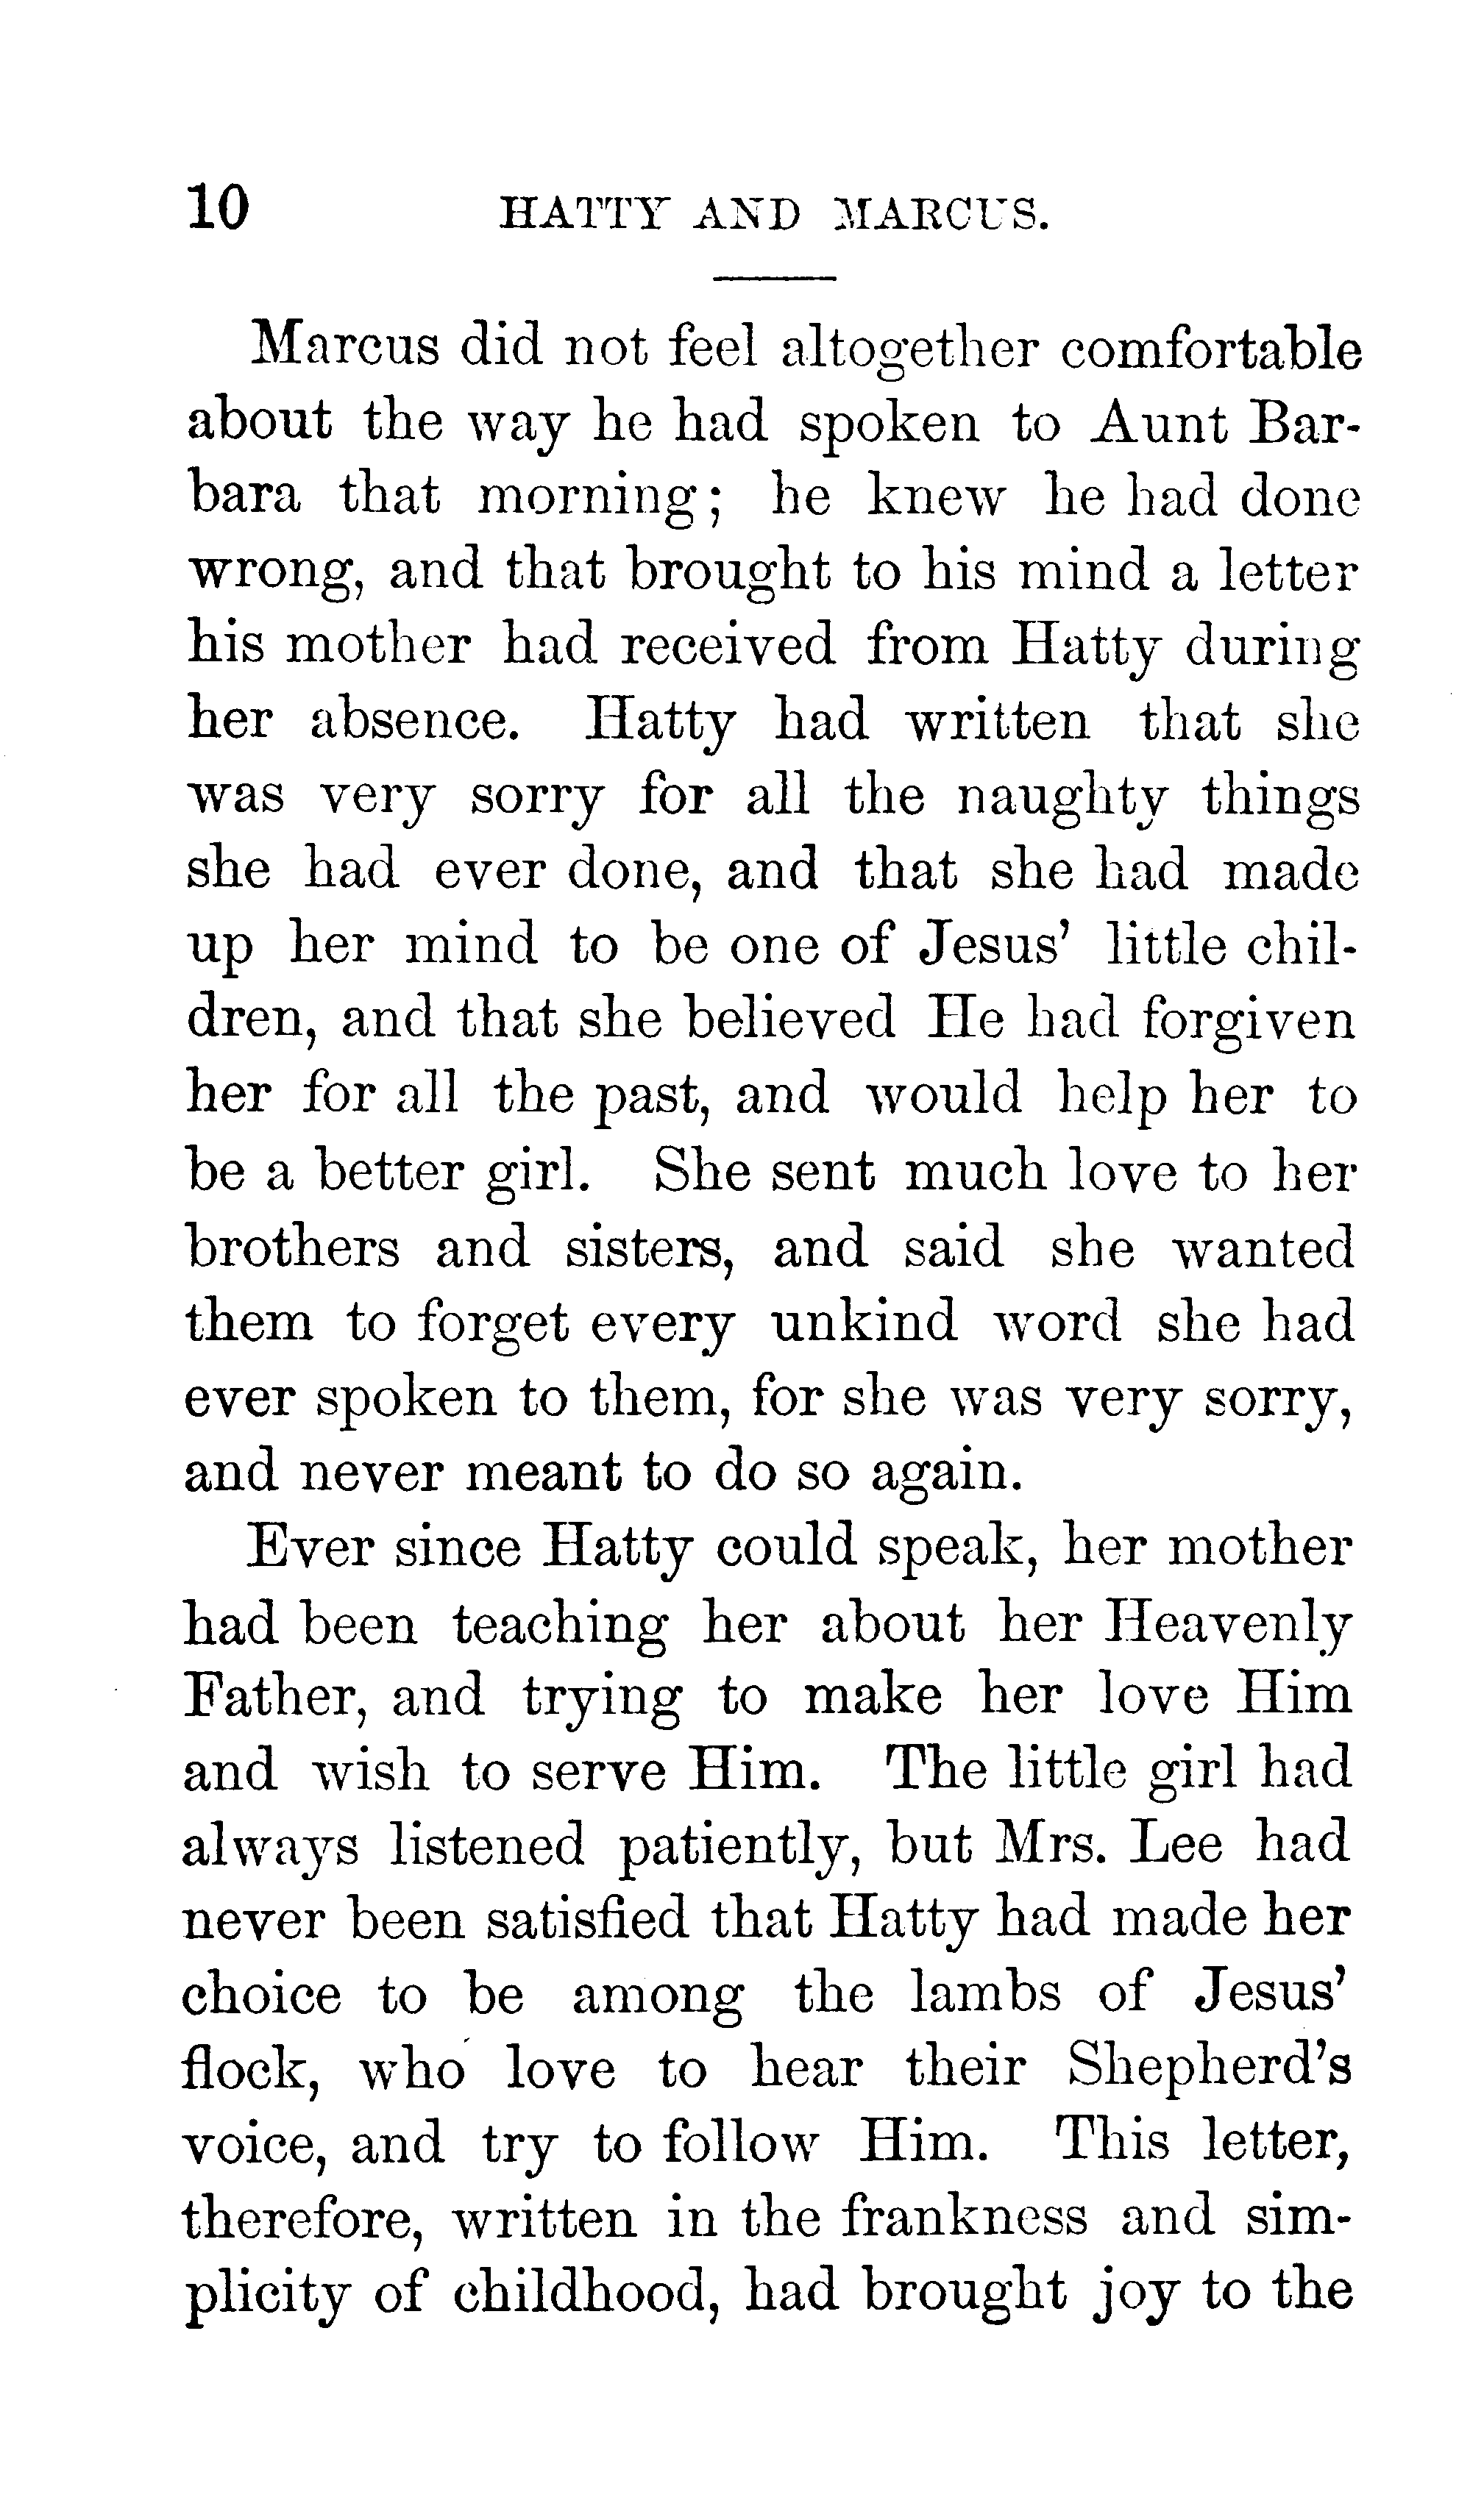 10 HATTY AND MARCUS.
Marcus did not feel altogether comfortable
about the way he had spoken to Aunt Bar-
bara that morning; he knew he had done
wrong, and that brought to his mind a letter
his mother had received from Hatty during
her absence. Hatty had written that she
was very sorry for all the naughty things
she had ever done, and that she had made
up her mind to be one of Jesus' little chil-
dren, and that she believed He had forgiven
her for all the past, and would help her to
be a better girl. She sent much love to her
brothers and sisters, and said she wanted
them to forget every unkind word she had
ever spoken to them, for she was very sorry,
and never meant to do so again.
Ever since Hatty could speak, her mother
had been teaching her about her Heavenly
Father, and trying to make her love Him
and wish to serve Him. The little girl had
always listened patiently, but Mrs. Lee had
never been satisfied that Hatty had made her
choice to be among the lambs of Jesus'
flock, who love to hear their Shepherd's
voice, and try to follow Him. This letter,
therefore, written in the frankness and sim-
plicity of childhood, had brought joy to the